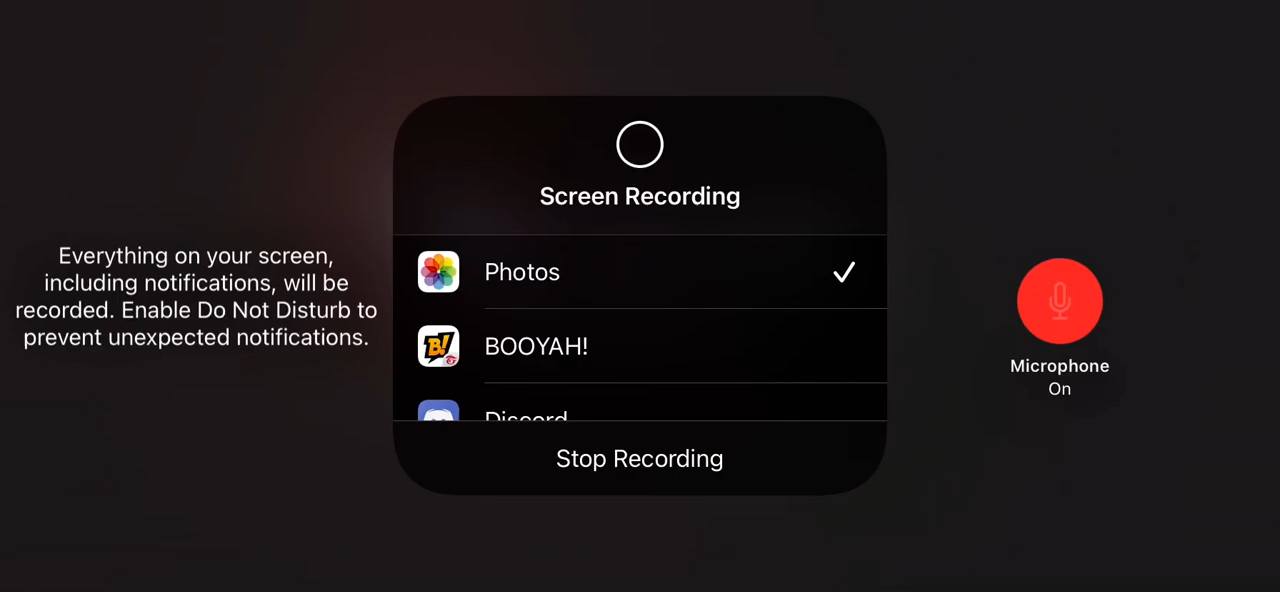 Everything on your screen,
including notifications, will be
recorded. Enable Do Not Disturb to
prevent unexpected notifications.
Screen Recording
Photos
B!
BOOYAH!
Discord
Stop Recording
Microphone
On